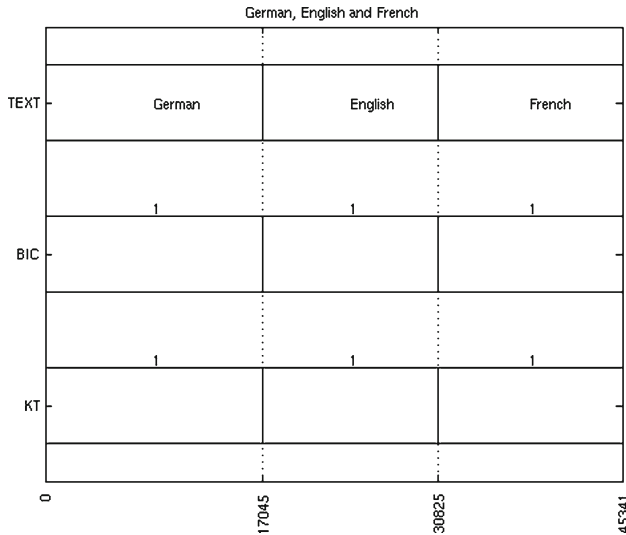 German, English and French
TEXT
German English French
1 1 1
BIC
1 1 1
KT
0 17045 30825 45341